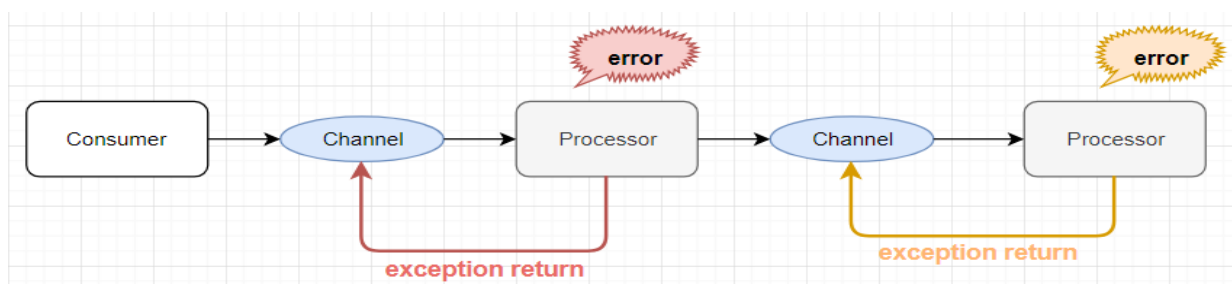 error
error
Consumer
Channel
Processor
Channel
Processor
exception return
exception return